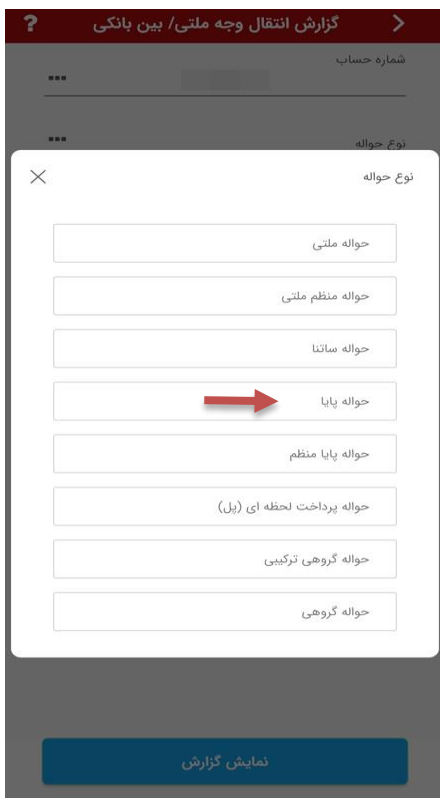 گزارش انتقال وجه ملتی/ بین بانکی ?
شماره حساب
نوع حواله
نوع حواله
حواله ملتی
حواله منظم ملتی
حواله ساتنا
حواله پایا
حواله پایا منظم
حواله پرداخت لحظه ای (پل)
حواله گروهی ترکیبی
حواله گروهی
نمایش گزارش